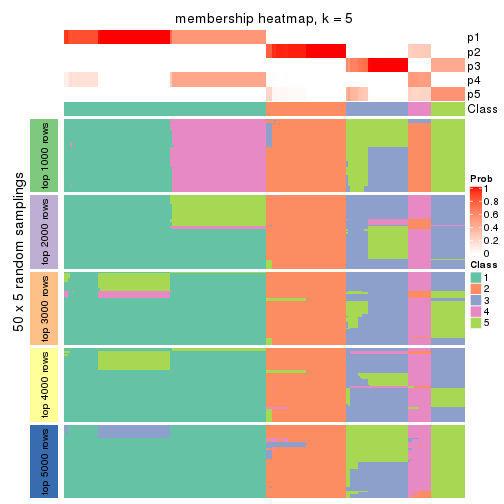 membership heatmap, k = 5
p1
p2
p3
p4
p5
Class
50 x 5 random samplings
top 1000 rows
top 2000 rows
top 3000 rows
top 4000 rows
top 5000 rows
Prob
1
0.8
0.6
0.4
0.2
0
Class
1
2
3
4
5